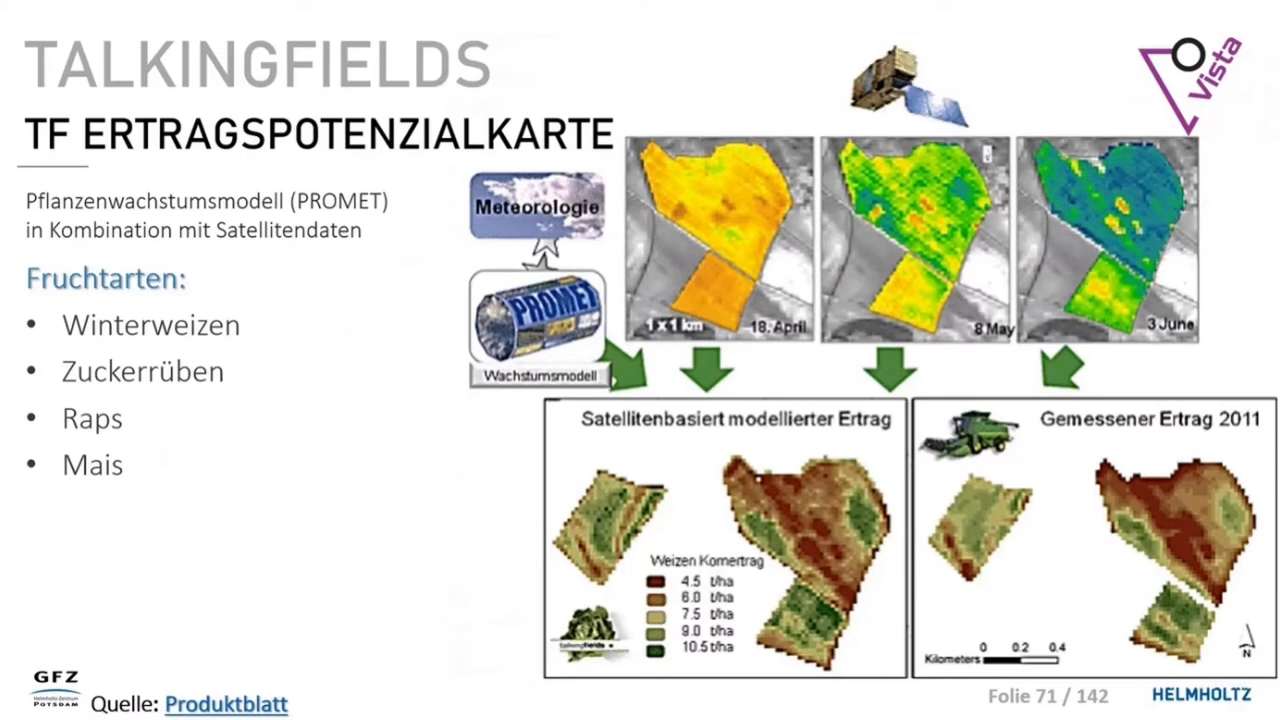 TALKINGFIELDS
TF ERTRAGSPOTENZIALKARTE
Pflanzenwachstumsmodell (PROMET)
in Kombination mit Satellitendaten
Fruchtarten:
• Winterweizen
• Zuckerrüben
• Raps
• Mais
Vista
Meteorologie
PROMET
Wachstumsmodell
1 x 1 km
18. April
8 May
3 June
Satellitenbasiert modellierter Ertrag
Weizen Kornertrag
4.5 t/ha
6.0 t/ha
7.5 t/ha
9.0 t/ha
10.5 t/ha
talkingfields
Gemessener Ertrag 2011
0 0.2 0.4
Kilometers
N
GFZ
Helmholtz Zentrum
POTSDAM
Quelle: Produktblatt
Folie 71 / 142
HELMHOLTZ